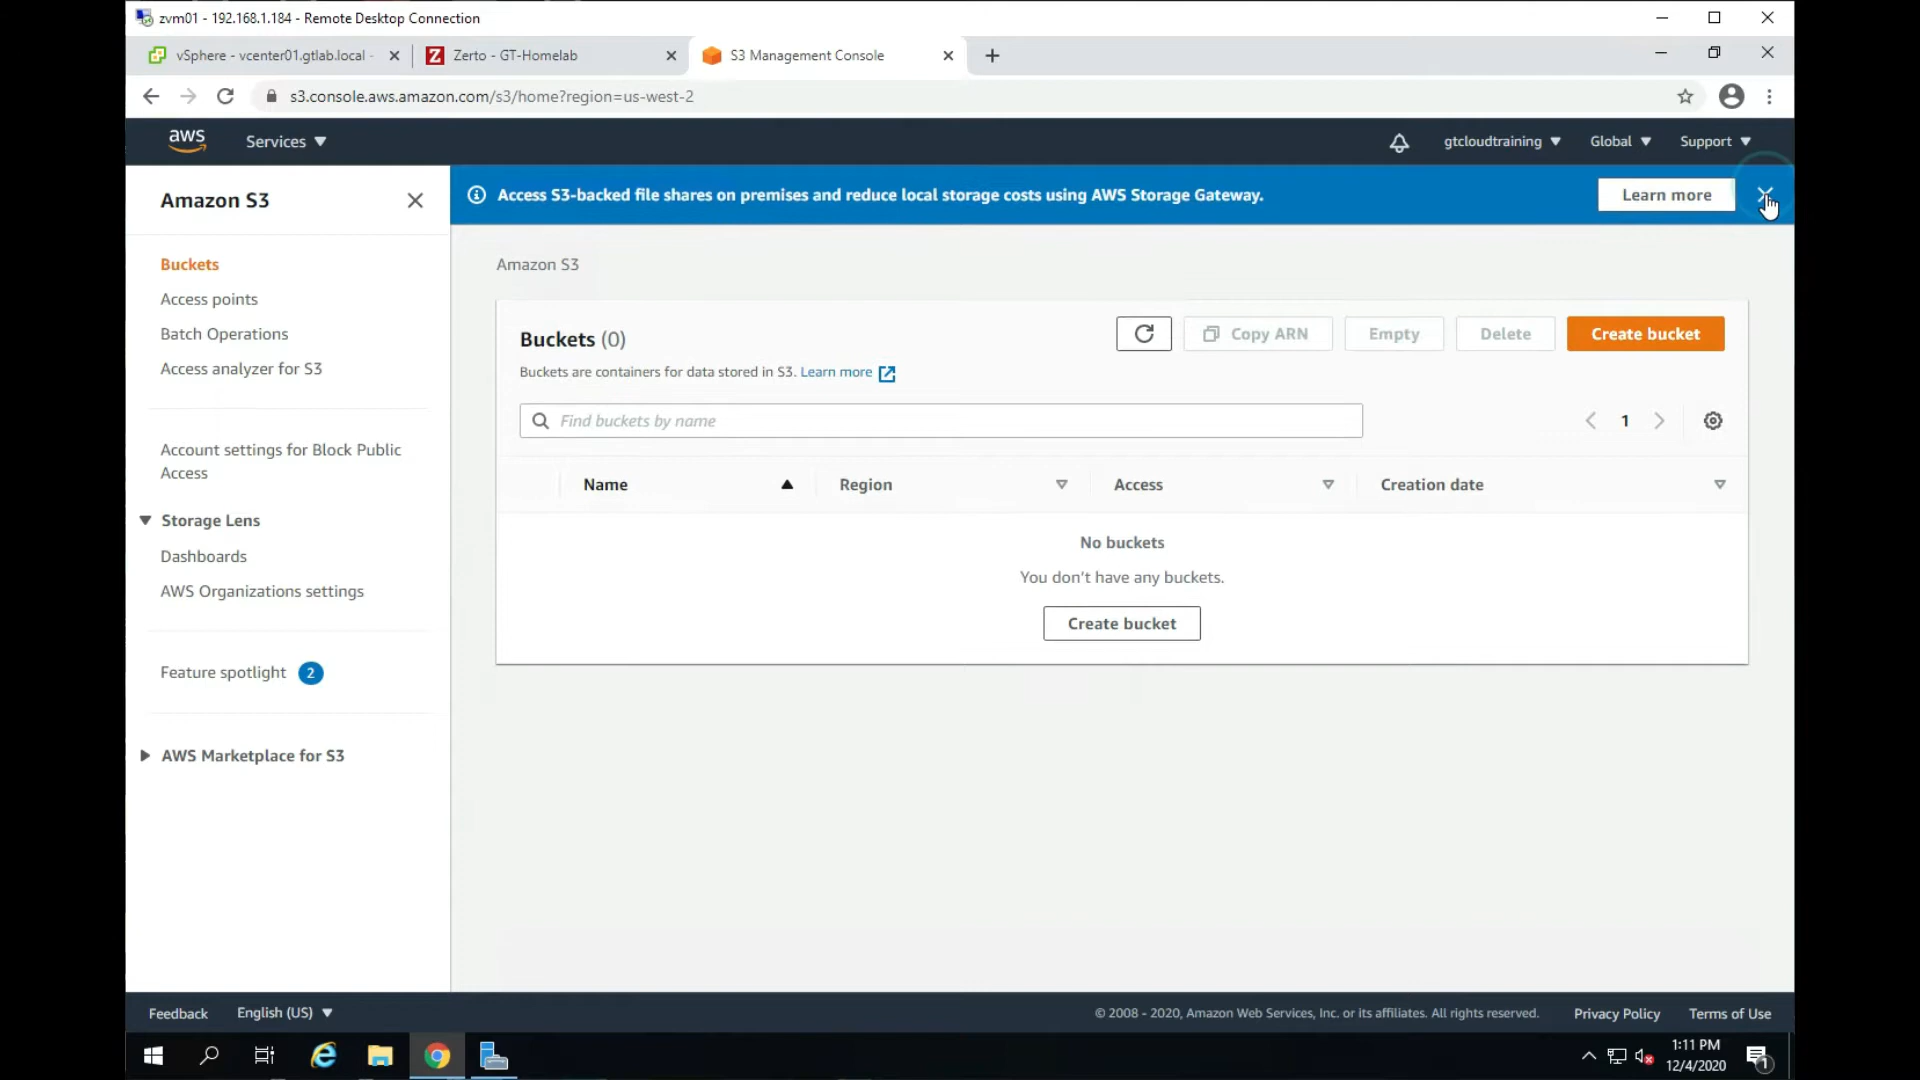 zvm01 - 192.168.1.184 - Remote Desktop Connection
vSphere - vcenter01.gtlab.local -
Zerto - GT-Homelab
S3 Management Console
s3.console.aws.amazon.com/s3/home?region=us-west-2
aws
Services
gtcloudtraining
Global
Support
Amazon S3
Access S3-backed file shares on premises and reduce local storage costs using AWS Storage Gateway.
Learn more
Buckets
Access points
Batch Operations
Access analyzer for S3
Account settings for Block Public
Access
Storage Lens
Dashboards
AWS Organizations settings
Feature spotlight 2
AWS Marketplace for S3
Amazon S3
Buckets (0)
Copy ARN
Empty
Delete
Create bucket
Buckets are containers for data stored in S3. Learn more
Find buckets by name
1
Name
Region
Access
Creation date
No buckets
You don't have any buckets.
Create bucket
Feedback
English (US)
© 2008 - 2020, Amazon Web Services, Inc. or its affiliates. All rights reserved.
Privacy Policy
Terms of Use
1:11 PM
12/4/2020
1